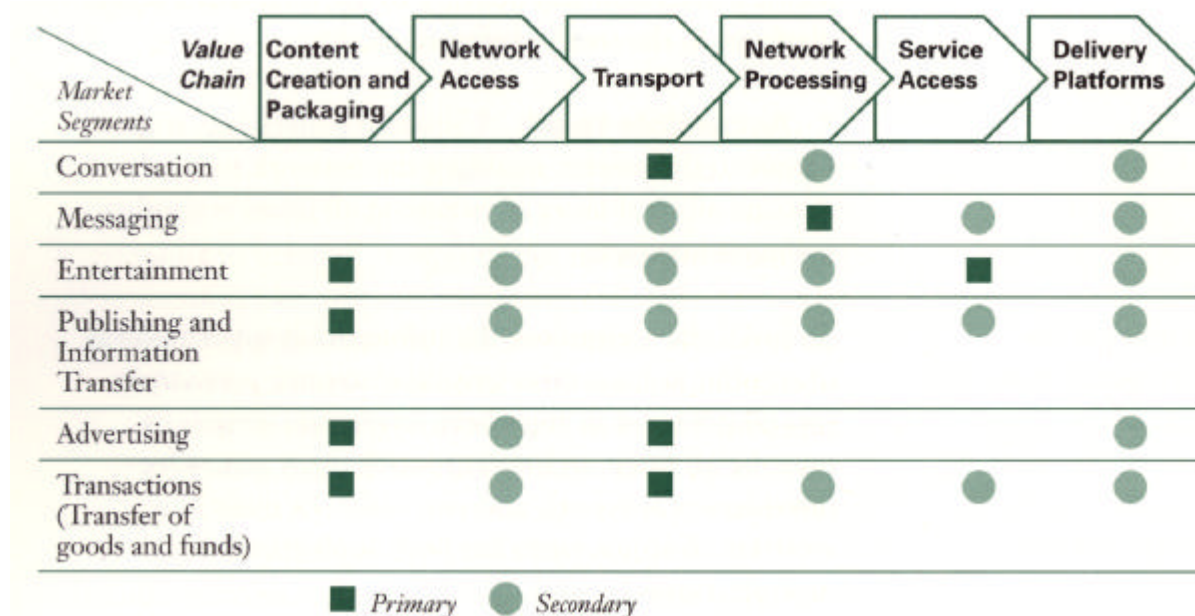 Value
Chain
Market
Segments
Content
Creation and
Packaging
Network
Access
Transport
Network
Processing
Service
Access
Delivery
Platforms
Conversation
Messaging
Entertainment
Publishing and
Information
Transfer
Advertising
Transactions
(Transfer of
goods and funds)
Primary
Secondary